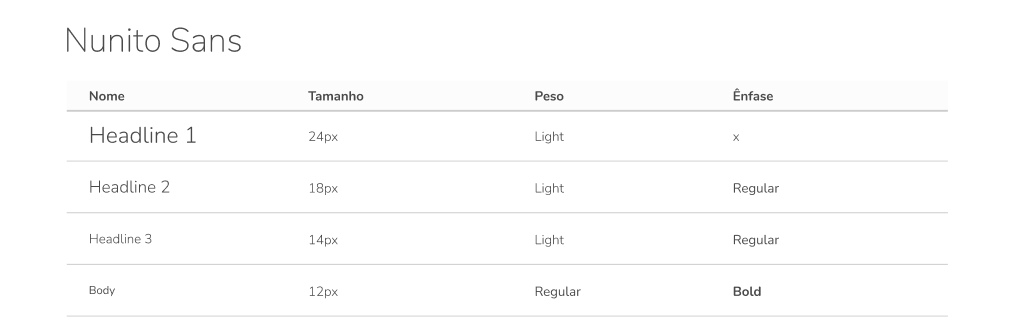 Nunito Sans
Nome Tamanho Peso Ênfase
Headline 1 24px Light x
Headline 2 18px Light Regular
Headline 3 14px Light Regular
Body 12px Regular Bold